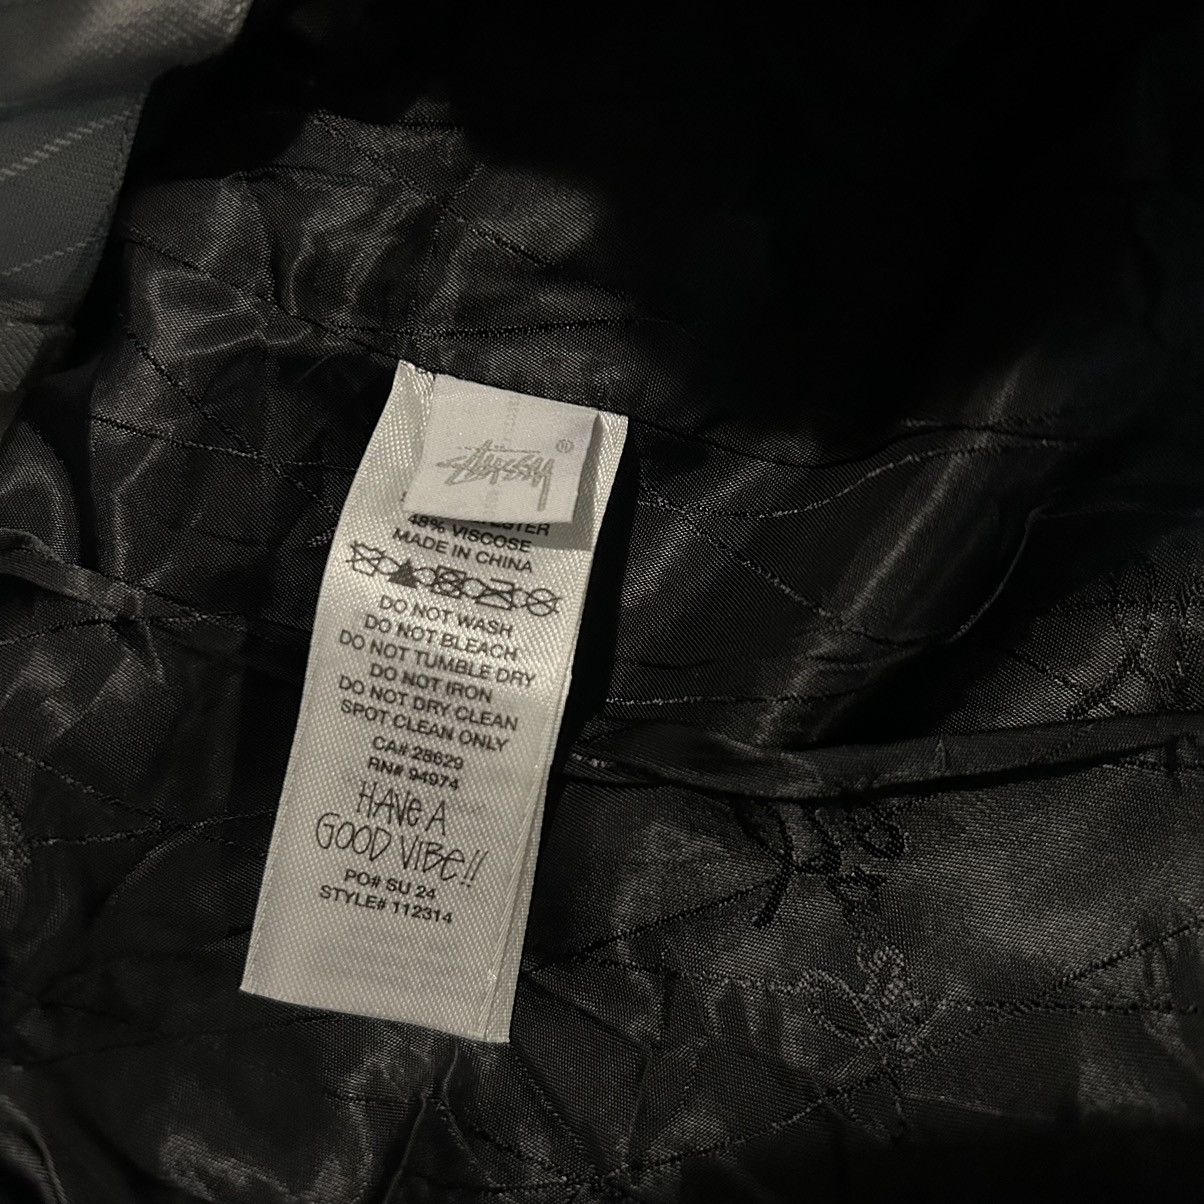 Stüssy ®
48% VISCOSE
MADE IN CHINA
DO NOT WASH
DO NOT BLEACH
DO NOT TUMBLE DRY
DO NOT IRON
DO NOT DRY CLEAN
SPOT CLEAN ONLY
CA# 28629
RN# 94974
HAVE A
GOOD VIBE!!
PO# SU 24
STYLE# 112314